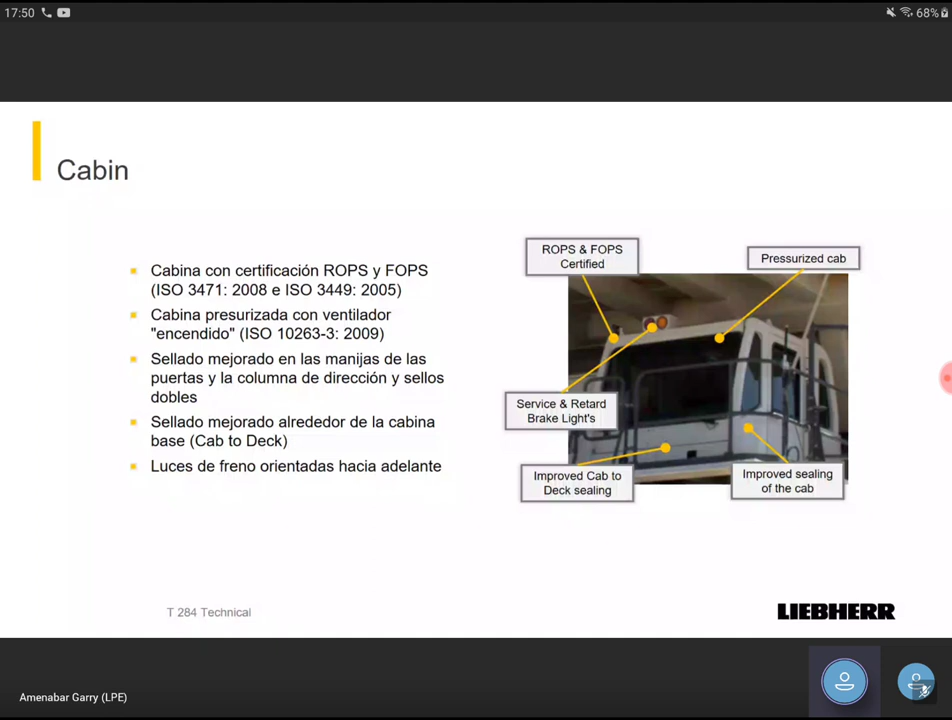 17:50
68%
Cabin
Cabina con certificación ROPS y FOPS
(ISO 3471: 2008 e ISO 3449: 2005)
Cabina presurizada con ventilador
"encendido" (ISO 10263-3: 2009)
Sellado mejorado en las manijas de las
puertas y la columna de dirección y sellos
dobles
Sellado mejorado alrededor de la cabina
base (Cab to Deck)
Luces de freno orientadas hacia adelante
ROPS & FOPS
Certified
Pressurized cab
Service & Retard
Brake Light's
Improved Cab to
Deck sealing
Improved sealing
of the cab
T 284 Technical
LIEBHERR
Amenabar Garry (LPE)